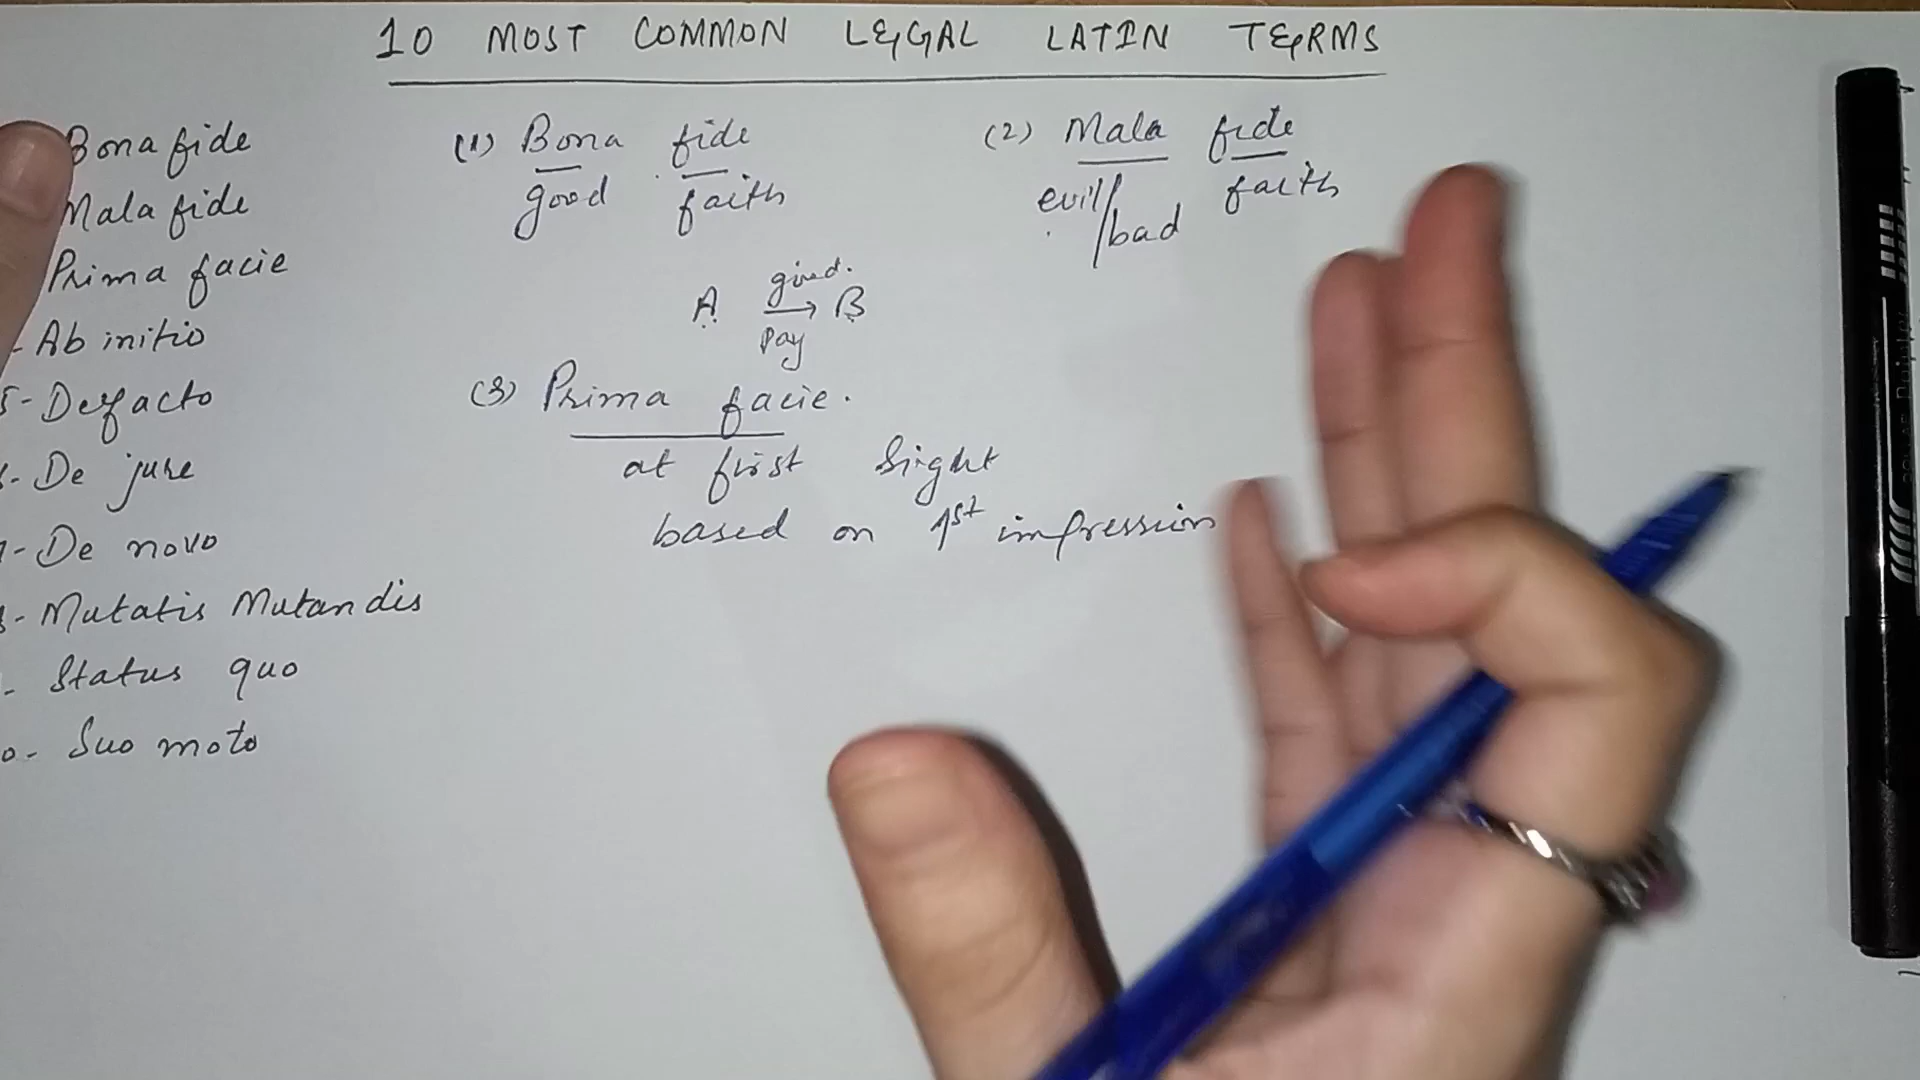 10 MOST COMMON LEGAL LATIN TERMS
Bona fide
Mala fide
Prima facie
- Ab initio
5- Defacto
- De jure
- De novo
- Mutatis Mutandis
- Status quo
0- Suo moto
(1) Bona fide
good faith
(2) Mala fide
evil/bad faith
A → B
Pay
(3) Prima facie.
at first sight
based on 1st impression